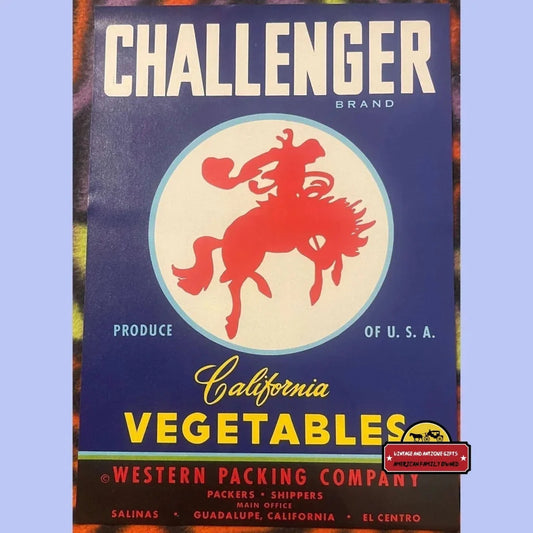 CHALLENGER
BRAND
PRODUCE OF U. S. A.
California
VEGETABLES
VINTAGE AND ANTIQUE GIFTS
AMERICAN FAMILY OWNED
© WESTERN PACKING COMPANY
PACKERS • SHIPPERS
MAIN OFFICE
SALINAS • GUADALUPE, CALIFORNIA • EL CENTRO